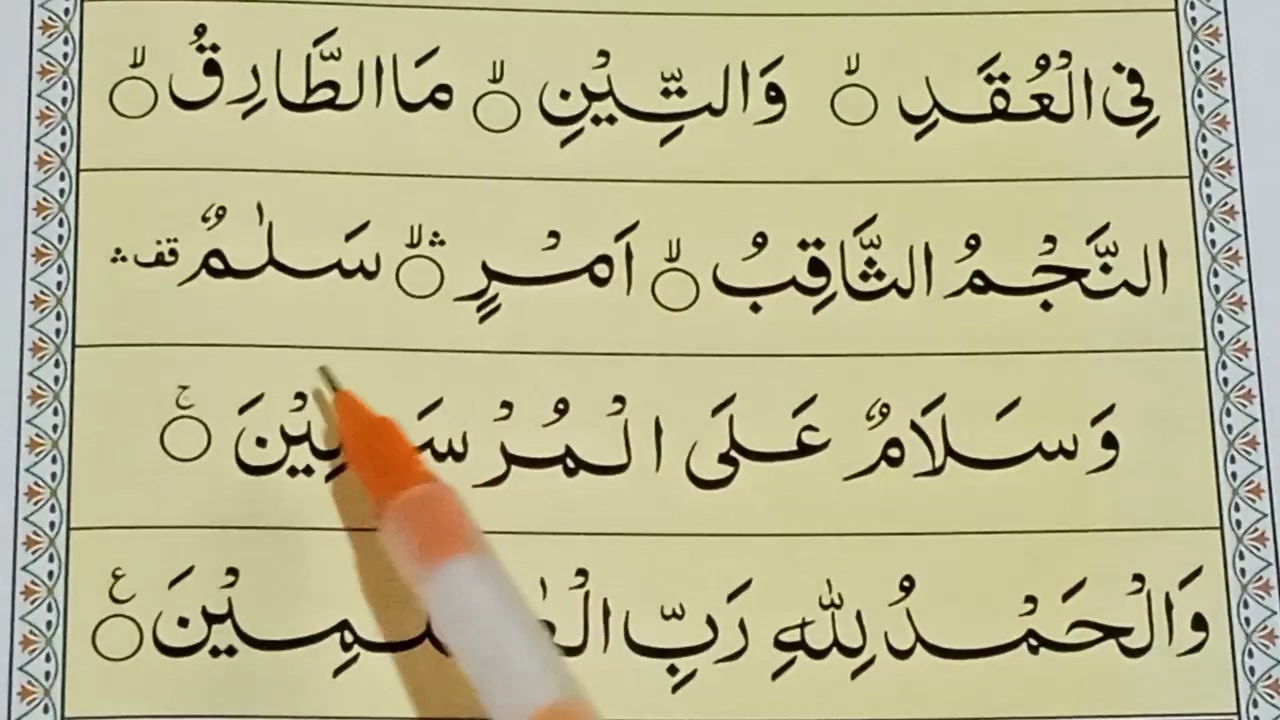 فِی الْعُقَدِ ۙ○ وَالتِّیْنِ ۙ○ مَا الطَّارِقُ ۙ○
النَّجْمُ الثَّاقِبُ ۙ○ اَمْرٍ ۙۛ○ سَلٰمٌ قف ۛ
وَسَلَامٌ عَلَی الْمُرْسَلِیْنَ ۚ○
وَالْحَمْدُ لِلّٰهِ رَبِّ الْعٰلَمِیْنَ ع○